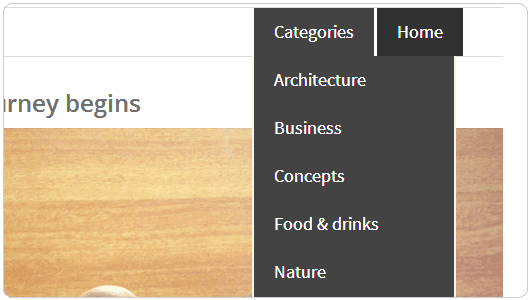 Categories Home
Architecture
urney begins
Business
Concepts
Food & drinks
Nature